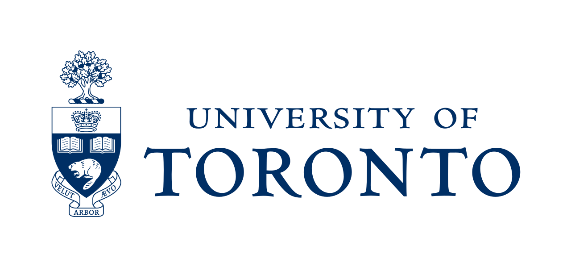 UNIVERSITY OF
TORONTO
VELUT ÆVO
ARBOR